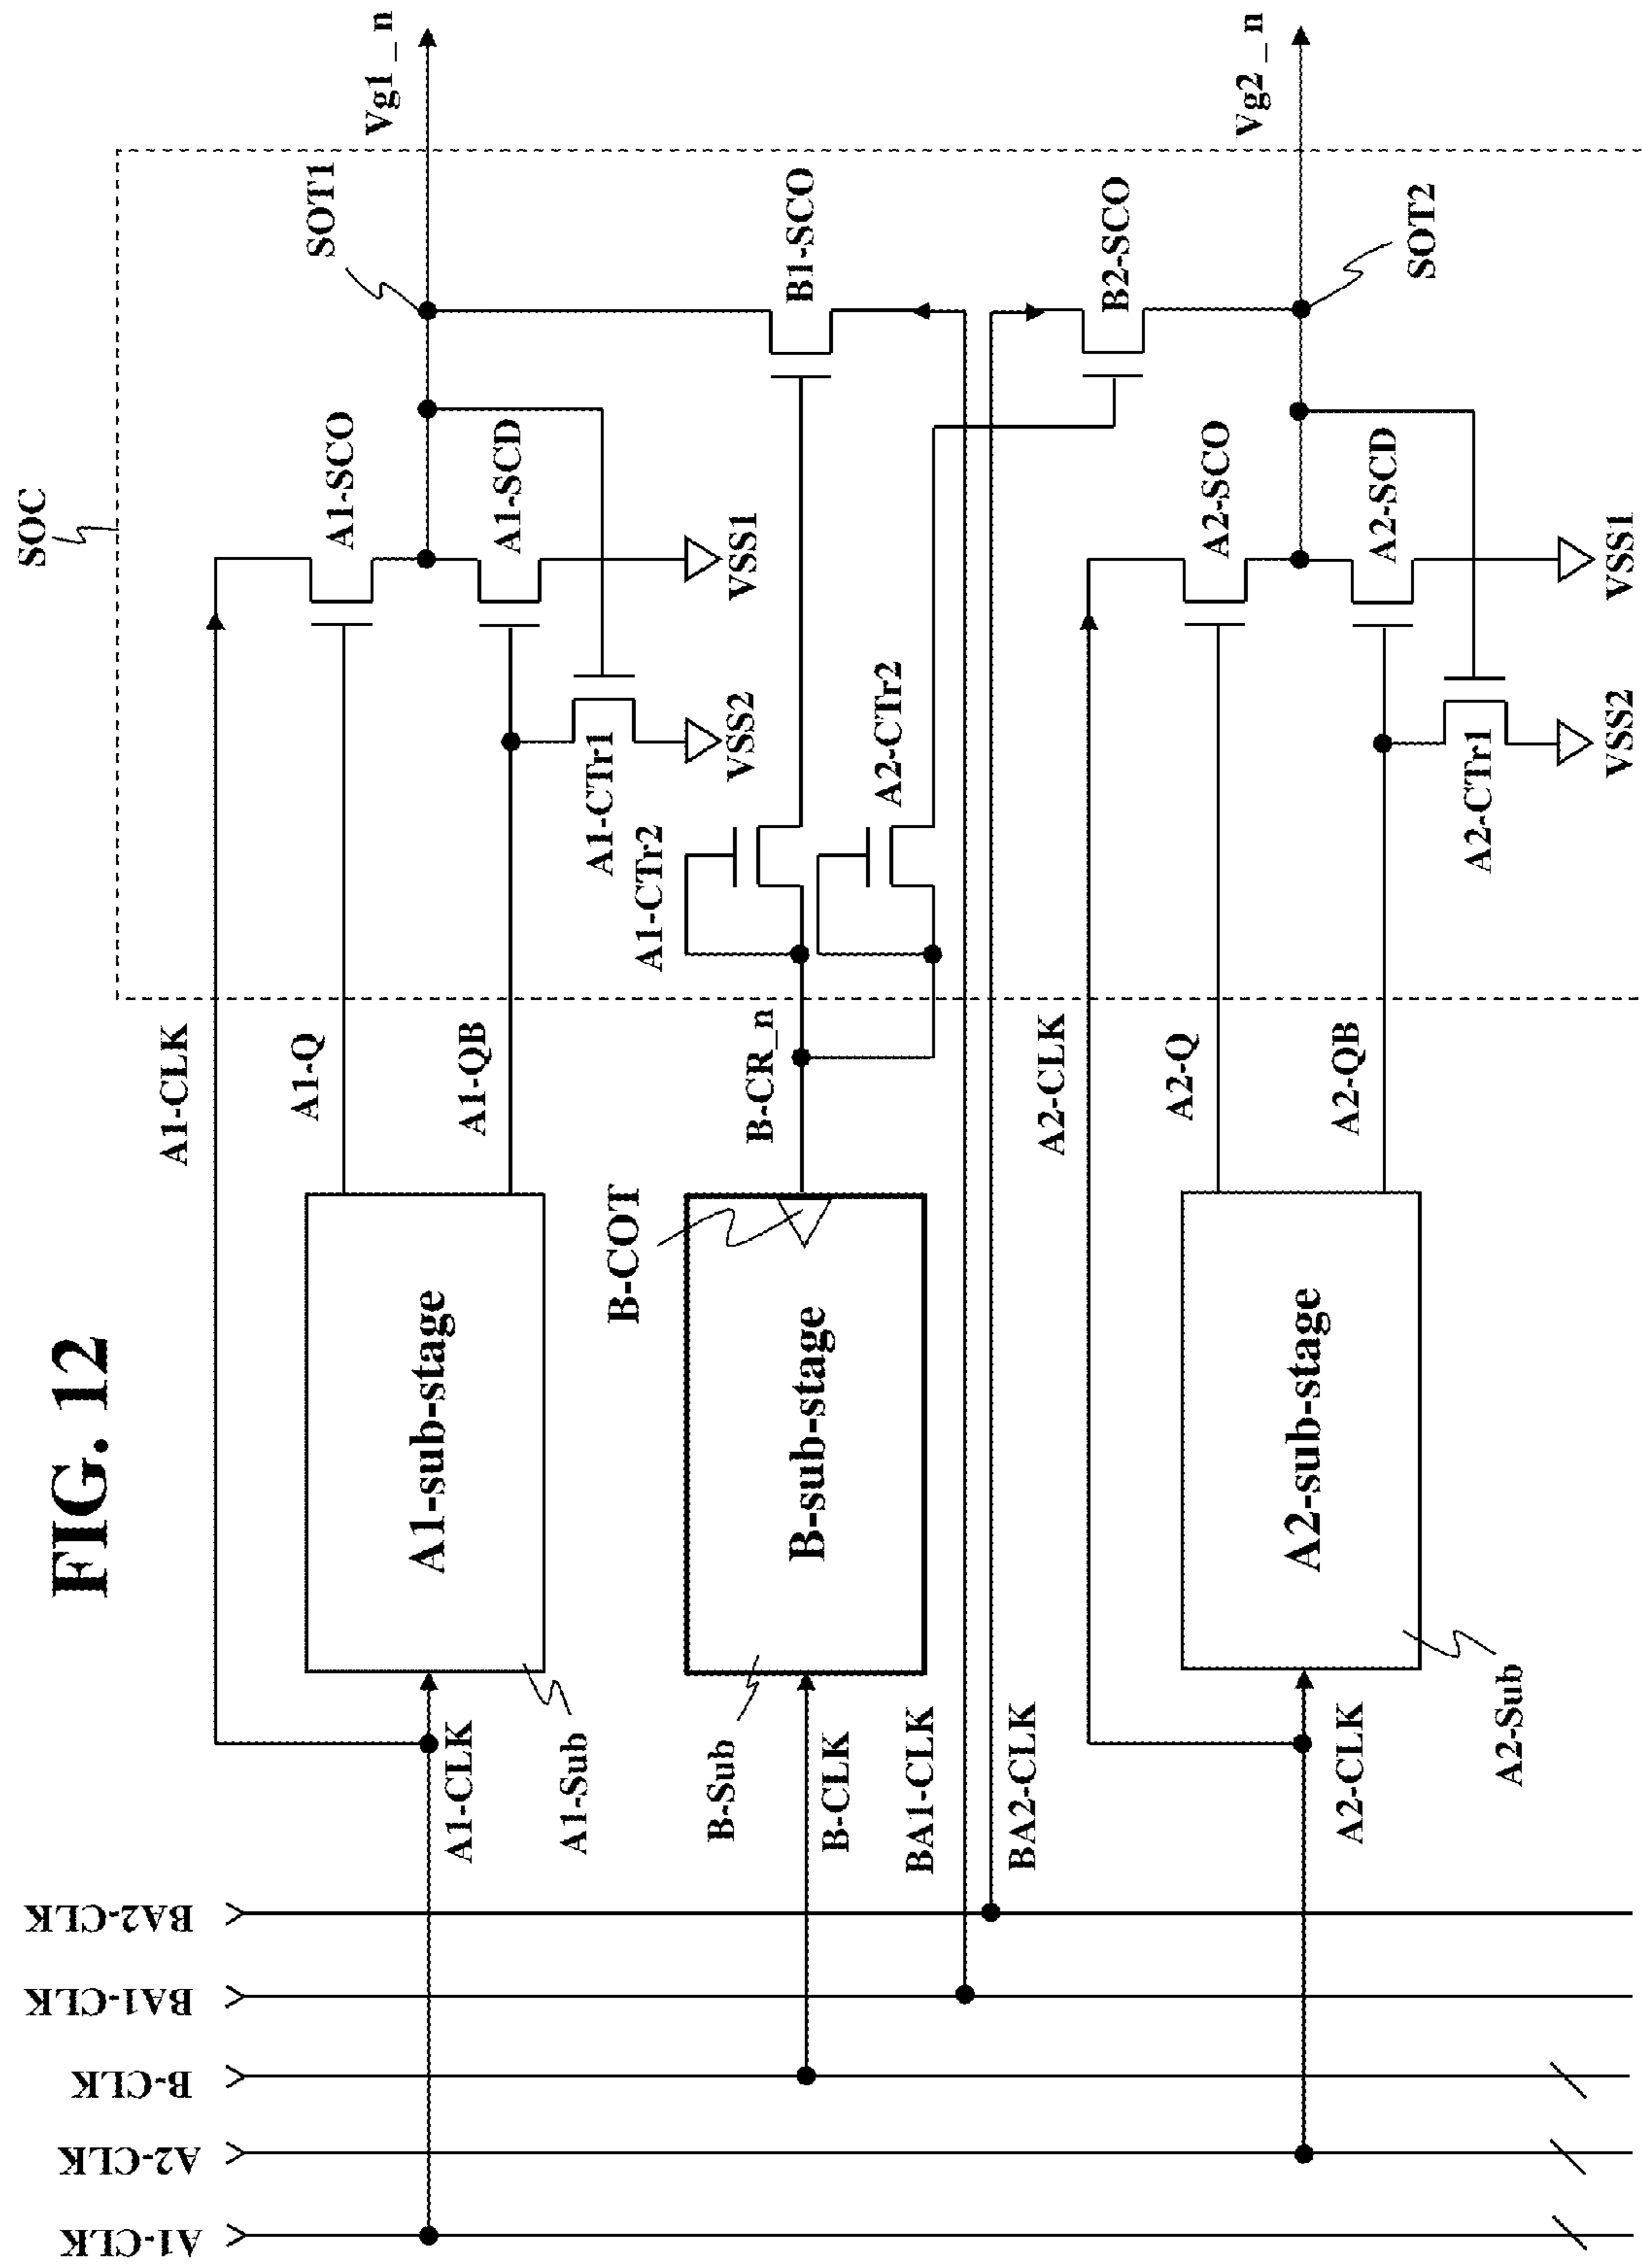 FIG. 12
SOC
A1-CLK
A2-CLK
B-CLK
BA1-CLK
BA2-CLK
A1-CLK
A1-Sub
A1-sub-stage
A1-CLK
A1-Q
A1-QB
A1-SCO
A1-SCD
A1-CTr1
VSS2
VSS1
SOT1
Vg1_n
B-Sub
B-CLK
B-sub-stage
B-COT
B-CR_n
A1-CTr2
A2-CTr2
B1-SCO
BA1-CLK
BA2-CLK
B2-SCO
A2-CLK
A2-Sub
A2-sub-stage
A2-CLK
A2-Q
A2-QB
A2-SCO
A2-SCD
A2-CTr1
VSS2
VSS1
SOT2
Vg2_n